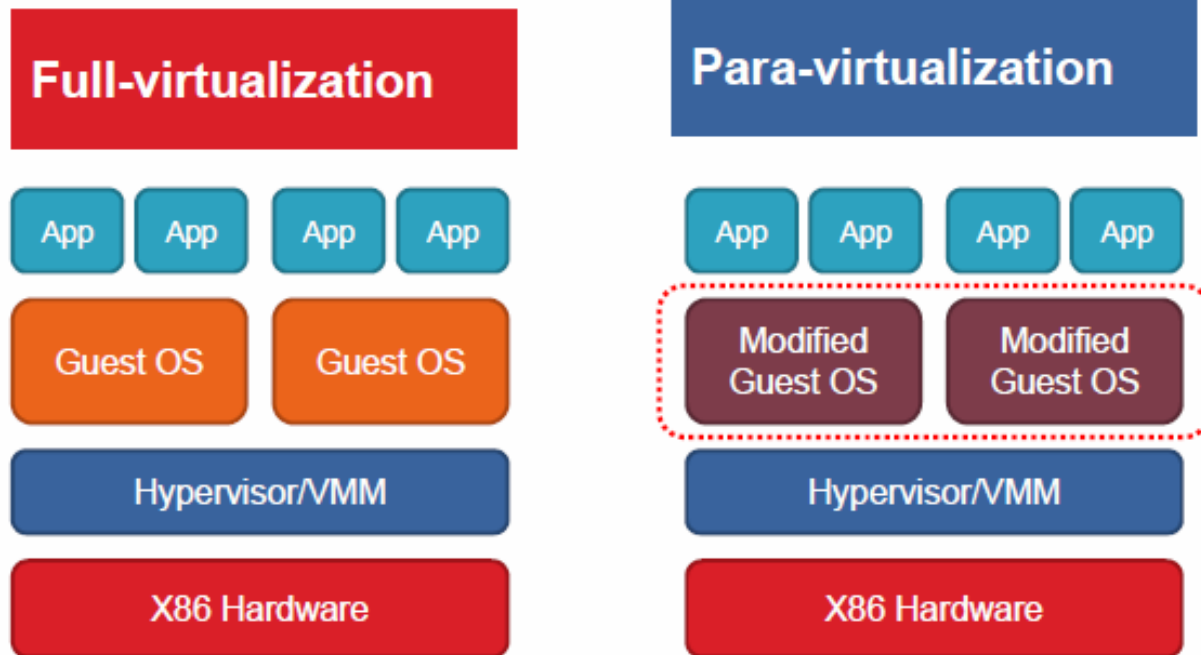 Full-virtualization
App App App App
Guest OS Guest OS
Hypervisor/VMM
X86 Hardware
Para-virtualization
App App App App
Modified
Guest OS
Modified
Guest OS
Hypervisor/VMM
X86 Hardware